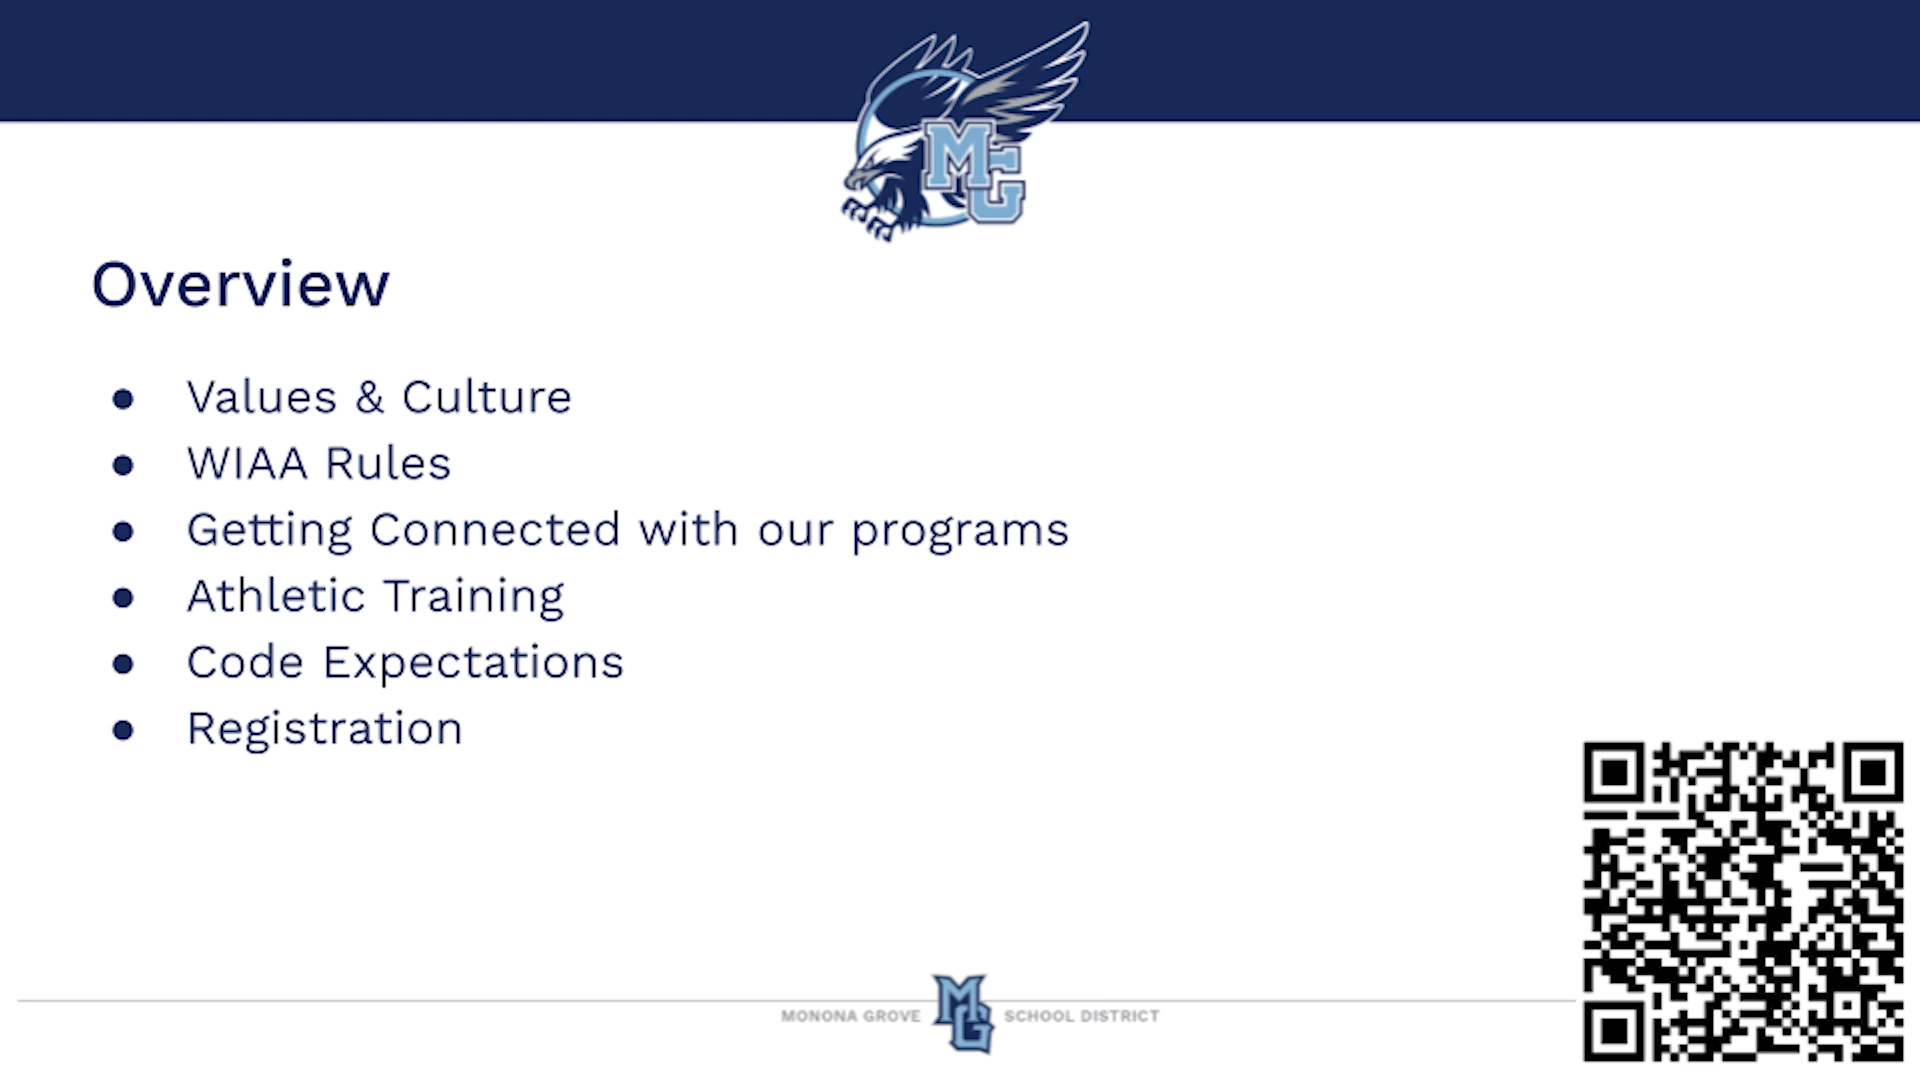 MG
Overview
● Values & Culture
● WIAA Rules
● Getting Connected with our programs
● Athletic Training
● Code Expectations
● Registration
MONONA GROVE MG SCHOOL DISTRICT